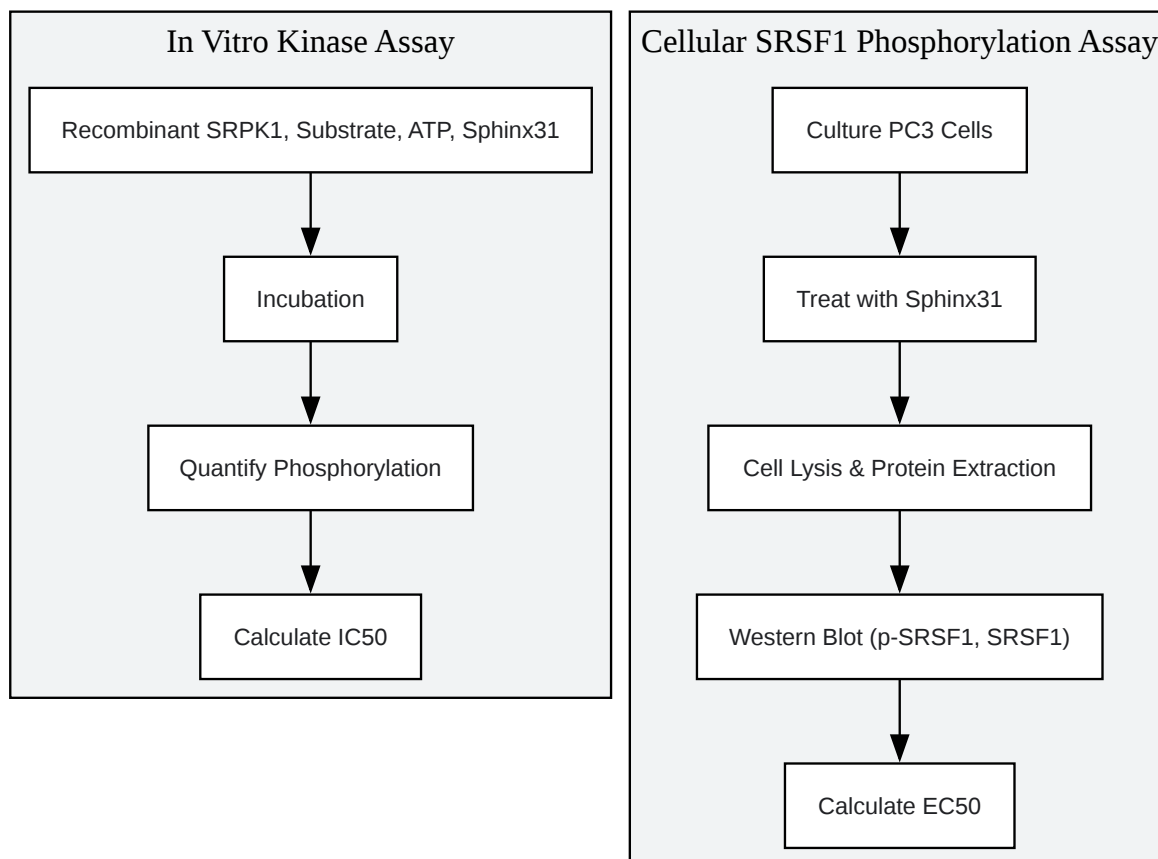 In Vitro Kinase Assay
Recombinant SRPK1, Substrate, ATP, Sphinx31
Incubation
Quantify Phosphorylation
Calculate IC50
Cellular SRSF1 Phosphorylation Assay
Culture PC3 Cells
Treat with Sphinx31
Cell Lysis & Protein Extraction
Western Blot (p-SRSF1, SRSF1)
Calculate EC50